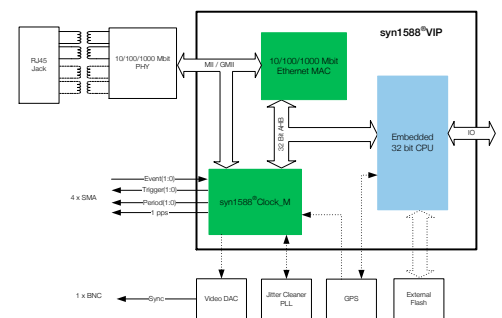 syn1588®VIP
RJ45
Jack
10/100/1000 Mbit
PHY
MII / GMII
10/100/1000 Mbit
Ethernet MAC
32 Bit AHB
Embedded
32 bit CPU
IO
4 x SMA
Event(1:0)
Trigger(1:0)
Period(1:0)
1 pps
syn1588®Clock_M
1 x BNC
Sync
Video DAC
Jitter Cleaner
PLL
GPS
External
Flash